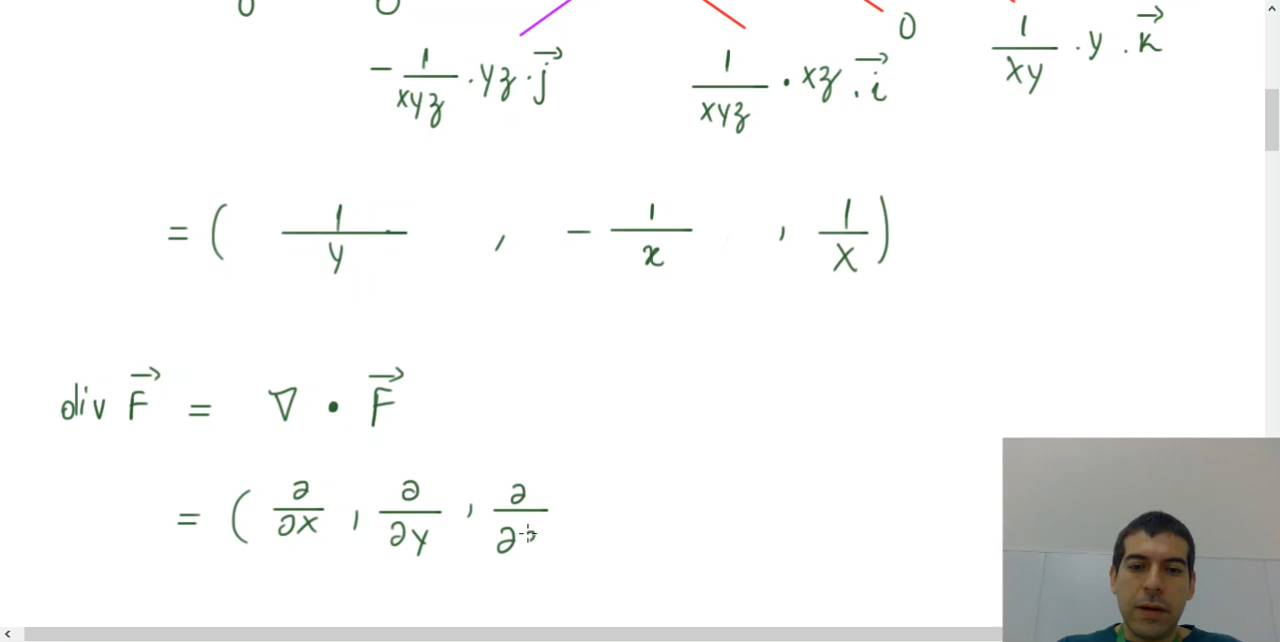 0 0 0
- 1/xyz · yz · j⃗ 1/xyz · xz . i⃗ 1/xy · y . k⃗
= ( 1/y , - 1/x , 1/x )
div F⃗ = ∇ · F⃗
= ( ∂/∂x , ∂/∂y , ∂/∂